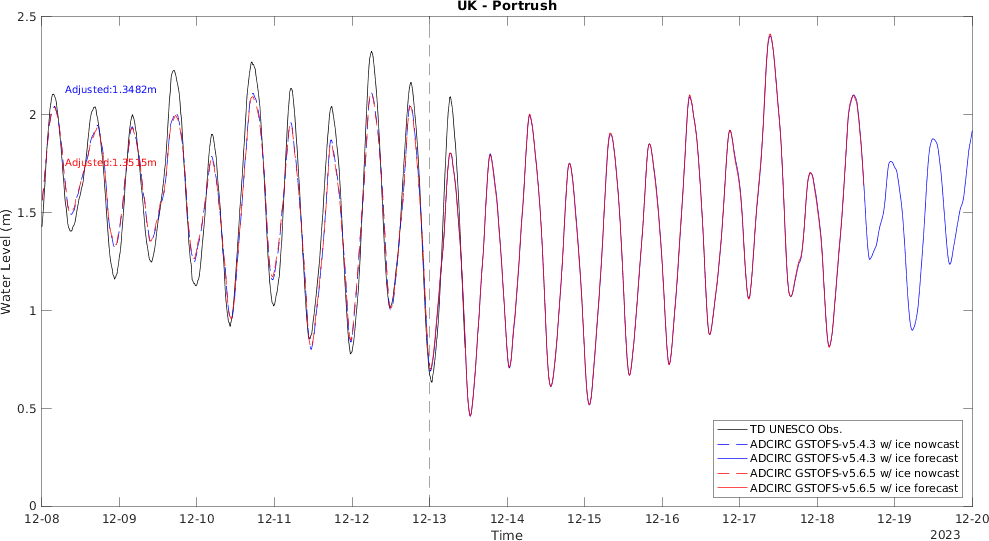 UK - Portrush
2.5
2
1.5
1
0.5
0
Water Level (m)
Adjusted:1.3482m
Adjusted:1.3515m
TD UNESCO Obs.
ADCIRC GSTOFS-v5.4.3 w/ ice nowcast
ADCIRC GSTOFS-v5.4.3 w/ ice forecast
ADCIRC GSTOFS-v5.6.5 w/ ice nowcast
ADCIRC GSTOFS-v5.6.5 w/ ice forecast
12-08 12-09 12-10 12-11 12-12 12-13 12-14 12-15 12-16 12-17 12-18 12-19 12-20
Time
2023